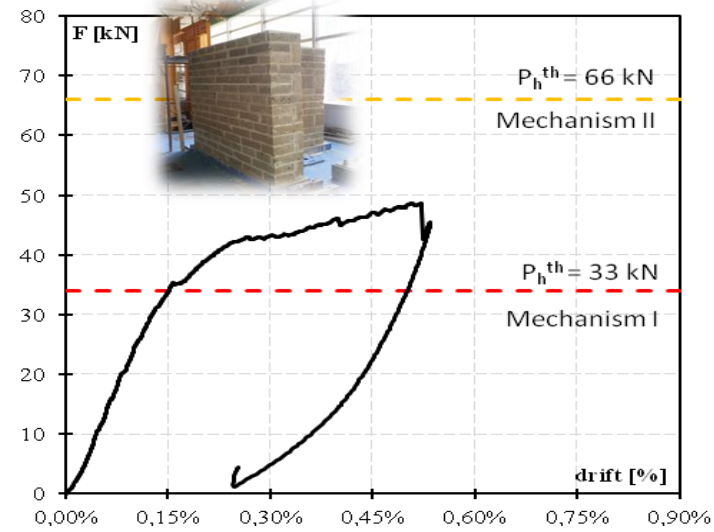 80
F [kN]
70
P_h^th = 66 kN
60
Mechanism II
50
40
P_h^th = 33 kN
30
Mechanism I
20
10
drift [%]
0
0,00% 0,15% 0,30% 0,45% 0,60% 0,75% 0,90%